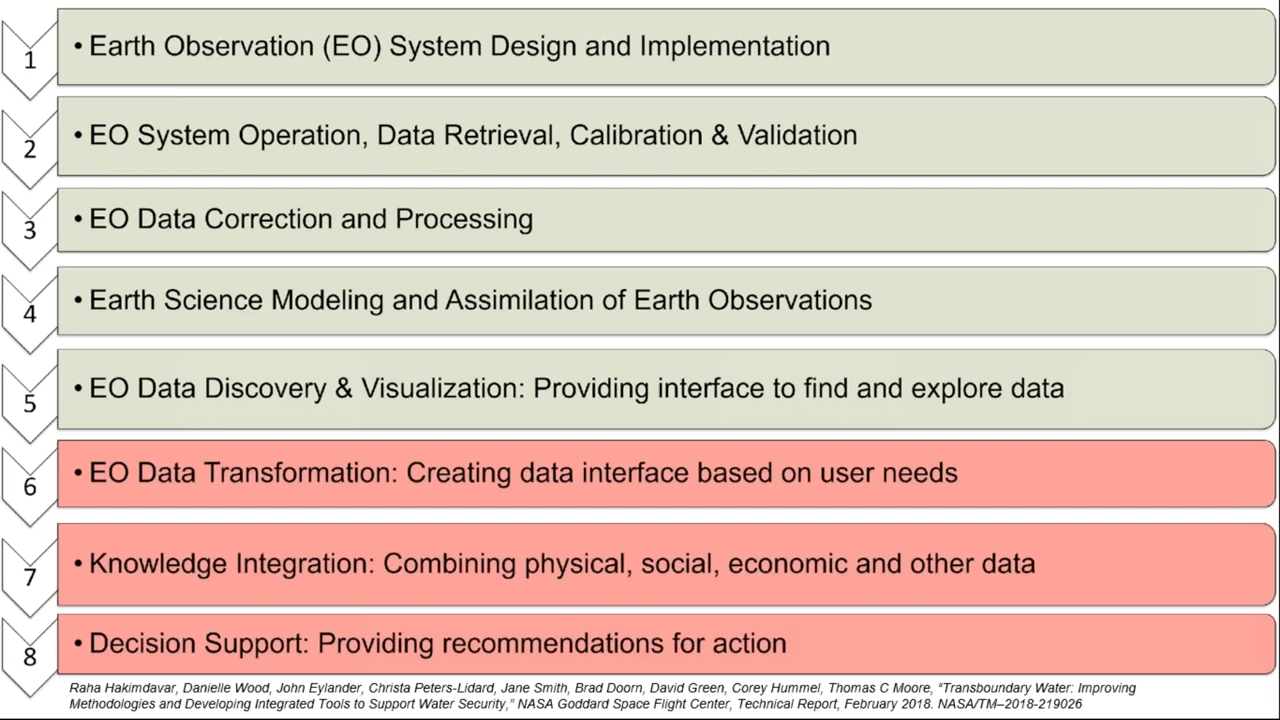 1
• Earth Observation (EO) System Design and Implementation
2
• EO System Operation, Data Retrieval, Calibration & Validation
3
• EO Data Correction and Processing
4
• Earth Science Modeling and Assimilation of Earth Observations
5
• EO Data Discovery & Visualization: Providing interface to find and explore data
6
• EO Data Transformation: Creating data interface based on user needs
7
• Knowledge Integration: Combining physical, social, economic and other data
8
• Decision Support: Providing recommendations for action
Raha Hakimdavar, Danielle Wood, John Eylander, Christa Peters-Lidard, Jane Smith, Brad Doorn, David Green, Corey Hummel, Thomas C Moore, “Transboundary Water: Improving
Methodologies and Developing Integrated Tools to Support Water Security,” NASA Goddard Space Flight Center, Technical Report, February 2018. NASA/TM–2018-219026